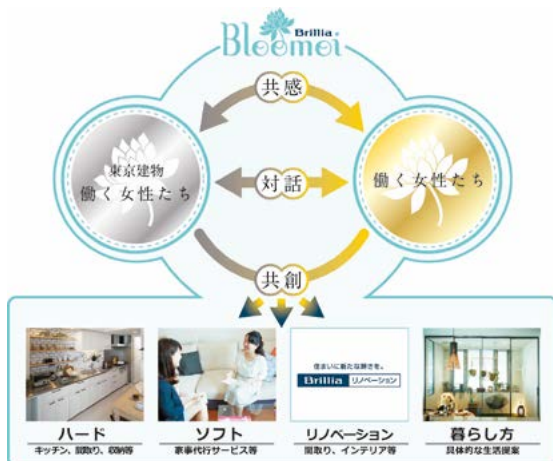 Brillia
Bloomoi
共感
東京建物
働く女性たち
対話
働く女性たち
共創
住まいに新たな輝きを。
Brillia リノベーション
ハード
キッチン、間取り、収納等
ソフト
家事代行サービス等
リノベーション
間取り、インテリア等
暮らし方
具体的な生活提案